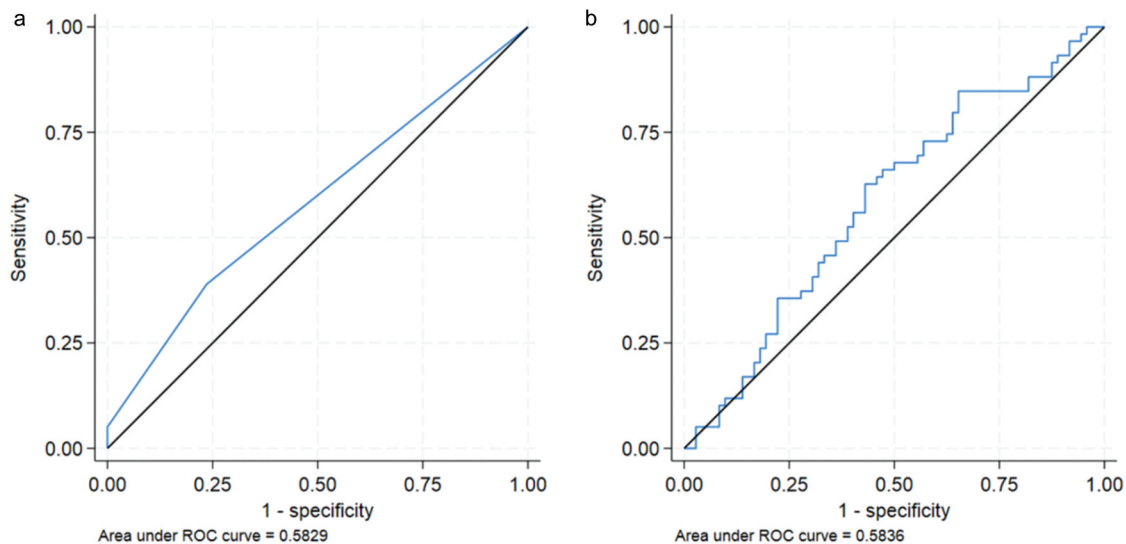 a
1.00
0.75
0.50
0.25
0.00
Sensitivity
0.00 0.25 0.50 0.75 1.00
1 - specificity
Area under ROC curve = 0.5829
b
1.00
0.75
0.50
0.25
0.00
Sensitivity
0.00 0.25 0.50 0.75 1.00
1 - specificity
Area under ROC curve = 0.5836